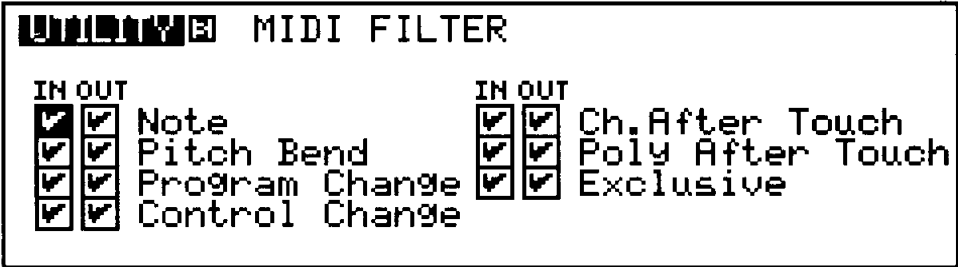 UTILITY B MIDI FILTER
IN OUT
Note
Pitch Bend
Program Change
Control Change
IN OUT
Ch.After Touch
Poly After Touch
Exclusive